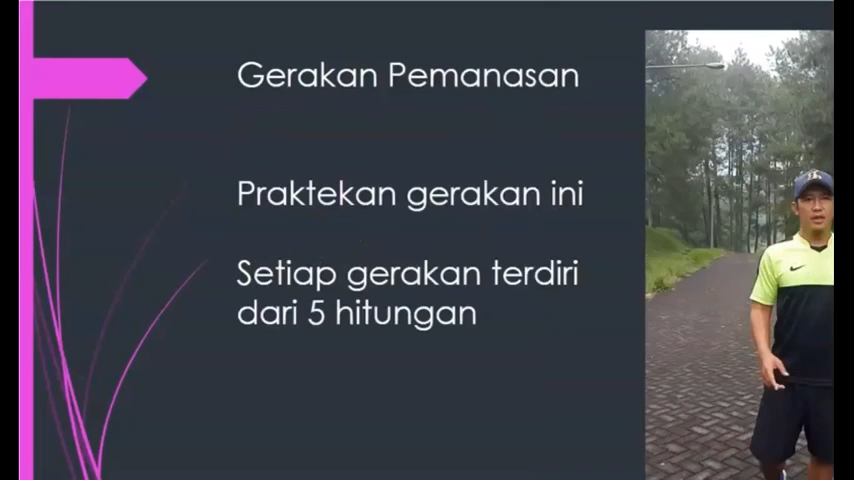 Gerakan Pemanasan
Praktekan gerakan ini
Setiap gerakan terdiri
dari 5 hitungan